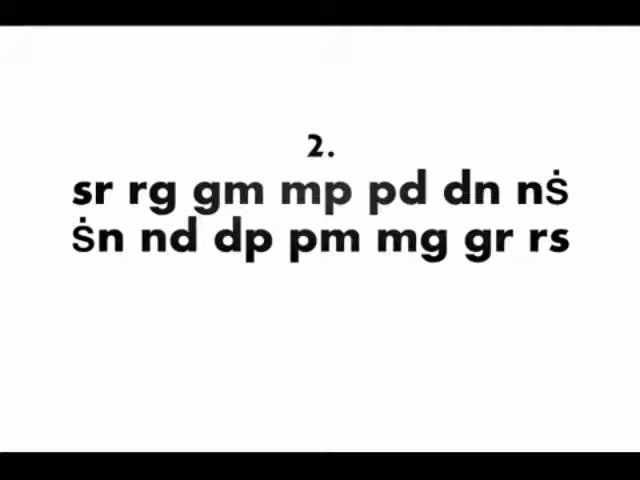 2.
sr rg gm mp pd dn nṡ
ṡn nd dp pm mg gr rs